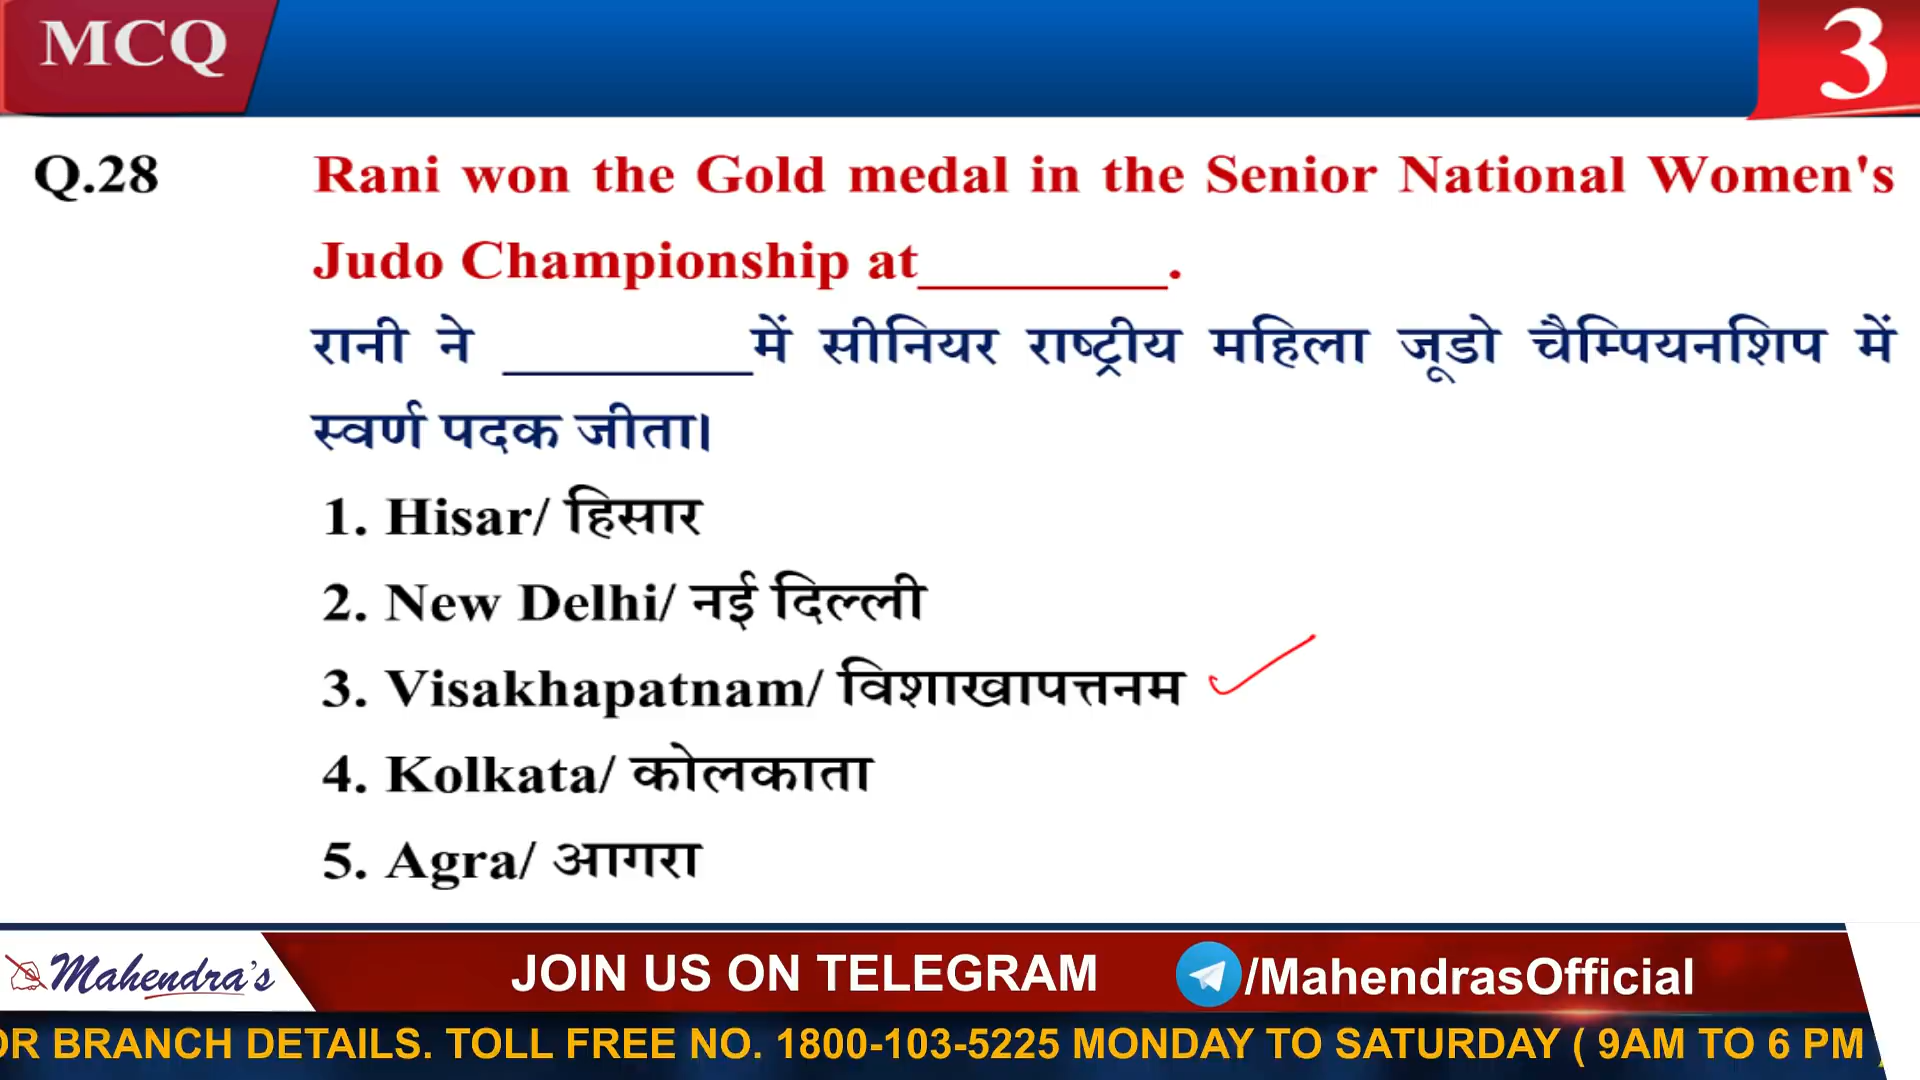 MCQ
3
Q.28 Rani won the Gold medal in the Senior National Women's
Judo Championship at_________.
रानी ने _________में सीनियर राष्ट्रीय महिला जूडो चैम्पियनशिप में
स्वर्ण पदक जीता।
1. Hisar/ हिसार
2. New Delhi/ नई दिल्ली
3. Visakhapatnam/ विशाखापत्तनम
4. Kolkata/ कोलकाता
5. Agra/ आगरा
Mahendra's JOIN US ON TELEGRAM /MahendrasOfficial
OR BRANCH DETAILS. TOLL FREE NO. 1800-103-5225 MONDAY TO SATURDAY ( 9AM TO 6 PM